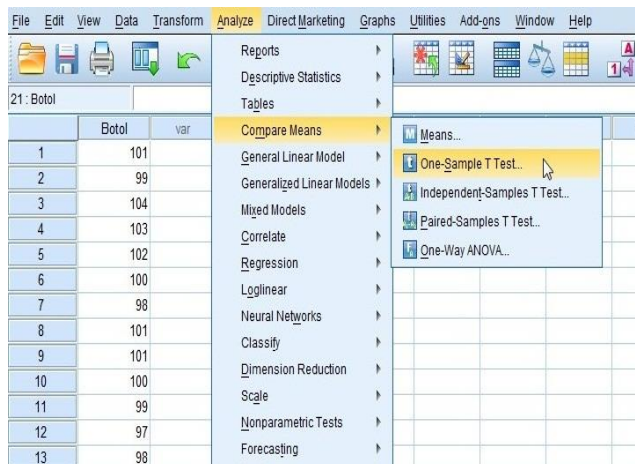 File Edit View Data Transform Analyze Direct Marketing Graphs Utilities Add-ons Window Help
21 : Botol
Botol var
1 101
2 99
3 104
4 103
5 102
6 100
7 98
8 101
9 101
10 100
11 99
12 97
13 98
Reports
Descriptive Statistics
Tables
Compare Means
General Linear Model
Generalized Linear Models
Mixed Models
Correlate
Regression
Loglinear
Neural Networks
Classify
Dimension Reduction
Scale
Nonparametric Tests
Forecasting
Means...
One-Sample T Test...
Independent-Samples T Test...
Paired-Samples T Test...
One-Way ANOVA...
A
1